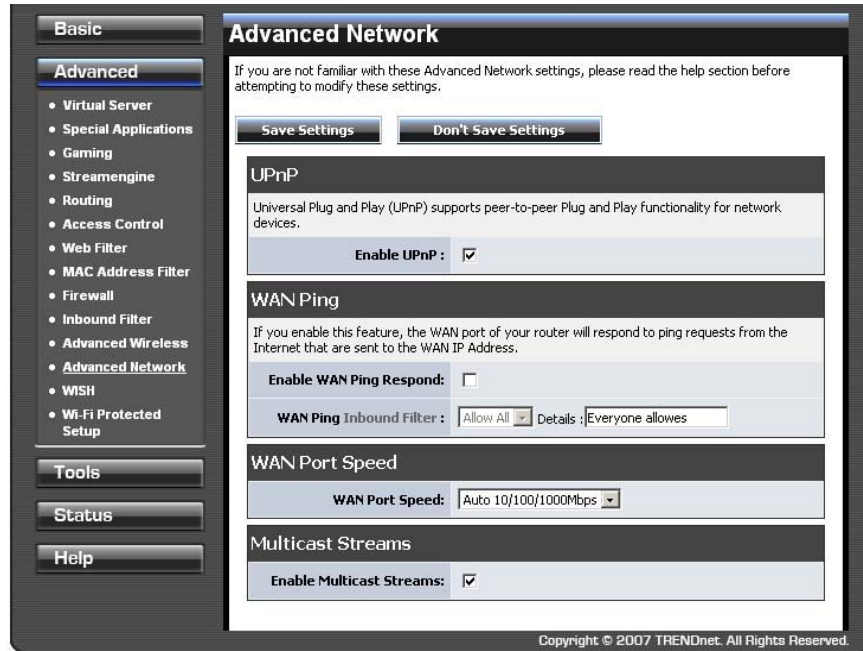 Basic
Advanced
Virtual Server
Special Applications
Gaming
Streamengine
Routing
Access Control
Web Filter
MAC Address Filter
Firewall
Inbound Filter
Advanced Wireless
Advanced Network
WISH
Wi-Fi Protected
Setup
Tools
Status
Help
Advanced Network
If you are not familiar with these Advanced Network settings, please read the help section before
attempting to modify these settings.
Save Settings Don't Save Settings
UPnP
Universal Plug and Play (UPnP) supports peer-to-peer Plug and Play functionality for network
devices.
Enable UPnP :
WAN Ping
If you enable this feature, the WAN port of your router will respond to ping requests from the
Internet that are sent to the WAN IP Address.
Enable WAN Ping Respond:
WAN Ping Inbound Filter : Allow All Details : Everyone allowes
WAN Port Speed
WAN Port Speed: Auto 10/100/1000Mbps
Multicast Streams
Enable Multicast Streams:
Copyright © 2007 TRENDnet. All Rights Reserved.